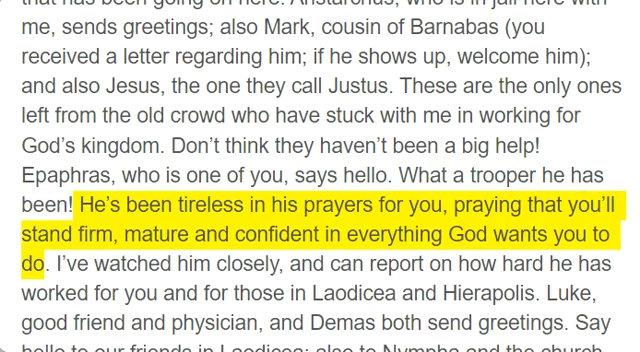 that has been going on here. Aristarchus, who is in jail here with
me, sends greetings; also Mark, cousin of Barnabas (you
received a letter regarding him; if he shows up, welcome him);
and also Jesus, the one they call Justus. These are the only ones
left from the old crowd who have stuck with me in working for
God’s kingdom. Don’t think they haven’t been a big help!
Epaphras, who is one of you, says hello. What a trooper he has
been! He’s been tireless in his prayers for you, praying that you’ll
stand firm, mature and confident in everything God wants you to
do. I’ve watched him closely, and can report on how hard he has
worked for you and for those in Laodicea and Hierapolis. Luke,
good friend and physician, and Demas both send greetings. Say
hello to our friends in Laodicea; also to Nympha and the church